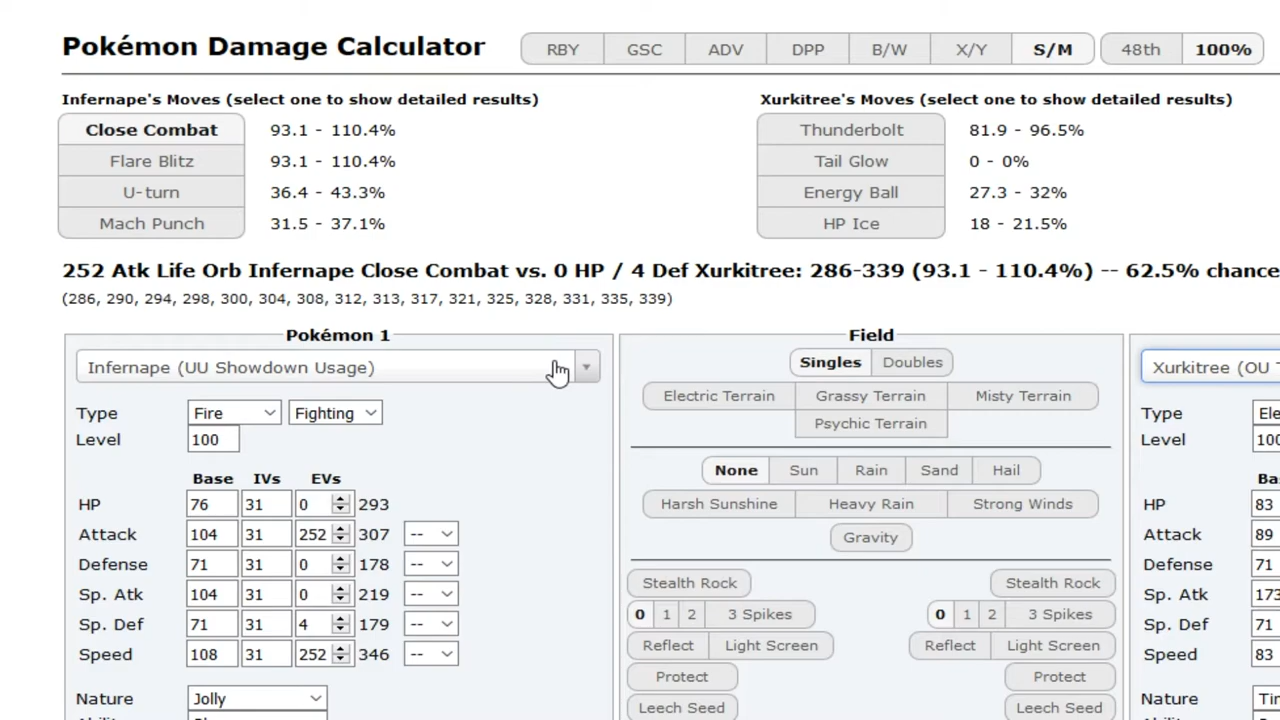 Pokémon Damage Calculator RBY GSC ADV DPP B/W X/Y S/M 48th 100%
Infernape's Moves (select one to show detailed results) Xurkitree's Moves (select one to show detailed results)
Close Combat 93.1 - 110.4% Thunderbolt 81.9 - 96.5%
Flare Blitz 93.1 - 110.4% Tail Glow 0 - 0%
U-turn 36.4 - 43.3% Energy Ball 27.3 - 32%
Mach Punch 31.5 - 37.1% HP Ice 18 - 21.5%
252 Atk Life Orb Infernape Close Combat vs. 0 HP / 4 Def Xurkitree: 286-339 (93.1 - 110.4%) -- 62.5% chance
(286, 290, 294, 298, 300, 304, 308, 312, 313, 317, 321, 325, 328, 331, 335, 339)
Pokémon 1 Field
Infernape (UU Showdown Usage) Singles Doubles Xurkitree (OU T
Electric Terrain Grassy Terrain Misty Terrain
Psychic Terrain
Type Fire Fighting Type Ele
Level 100 Level 100
None Sun Rain Sand Hail
Base IVs EVs Ba
HP 76 31 0 293 Harsh Sunshine Heavy Rain Strong Winds HP 83
Attack 104 31 252 307 -- Gravity Attack 89
Defense 71 31 0 178 -- Defense 71
Stealth Rock Stealth Rock
Sp. Atk 104 31 0 219 -- Sp. Atk 173
0 1 2 3 Spikes 0 1 2 3 Spikes
Sp. Def 71 31 4 179 -- Sp. Def 71
Reflect Light Screen Reflect Light Screen
Speed 108 31 252 346 -- Speed 83
Protect Protect
Nature Jolly Nature Ti
Leech Seed Leech Seed